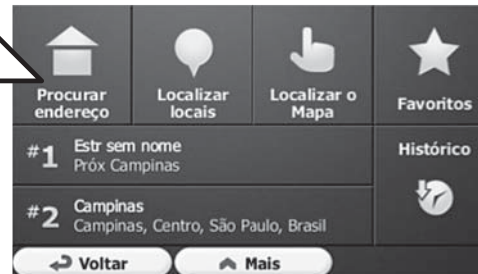 Procurar
endereço
Localizar
locais
Localizar o
Mapa
Favoritos
#1 Estr sem nome
Próx Campinas
Histórico
#2 Campinas
Campinas, Centro, São Paulo, Brasil
Voltar
Mais